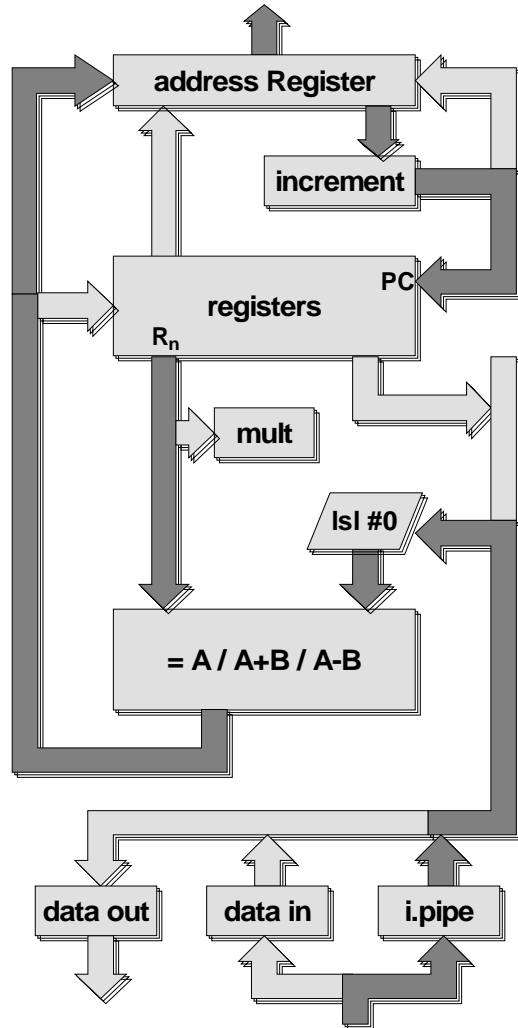 address Register
increment
PC
registers
Rn
mult
lsl #0
= A / A+B / A-B
data out
data in
i.pipe